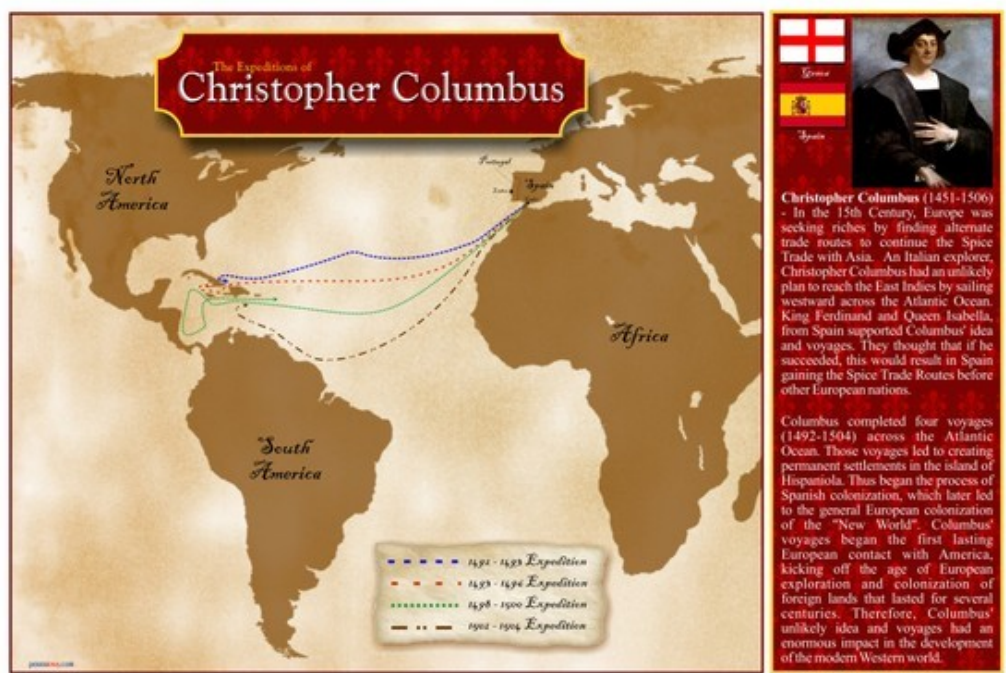 The Expeditions of
Christopher Columbus
North
America
Portugal
Spain
Africa
South
America
1492 - 1493 Expedition
1493 - 1496 Expedition
1498 - 1500 Expedition
1502 - 1504 Expedition
Genoa
Spain
Christopher Columbus (1451-1506)
- In the 15th Century, Europe was
seeking riches by finding alternate
trade routes to continue the Spice
Trade with Asia. An Italian explorer,
Christopher Columbus had an unlikely
plan to reach the East Indies by sailing
westward across the Atlantic Ocean.
King Ferdinand and Queen Isabella,
from Spain supported Columbus' idea
and voyages. They thought that if he
succeeded, this would result in Spain
gaining the Spice Trade Routes before
other European nations.
Columbus completed four voyages
(1492-1504) across the Atlantic
Ocean. Those voyages led to creating
permanent settlements in the island of
Hispaniola. Thus began the process of
Spanish colonization, which later led
to the general European colonization
of the "New World". Columbus'
voyages began the first lasting
European contact with America,
kicking off the age of European
exploration and colonization of
foreign lands that lasted for several
centuries. Therefore, Columbus'
unlikely idea and voyages had an
enormous impact in the development
of the modern Western world.